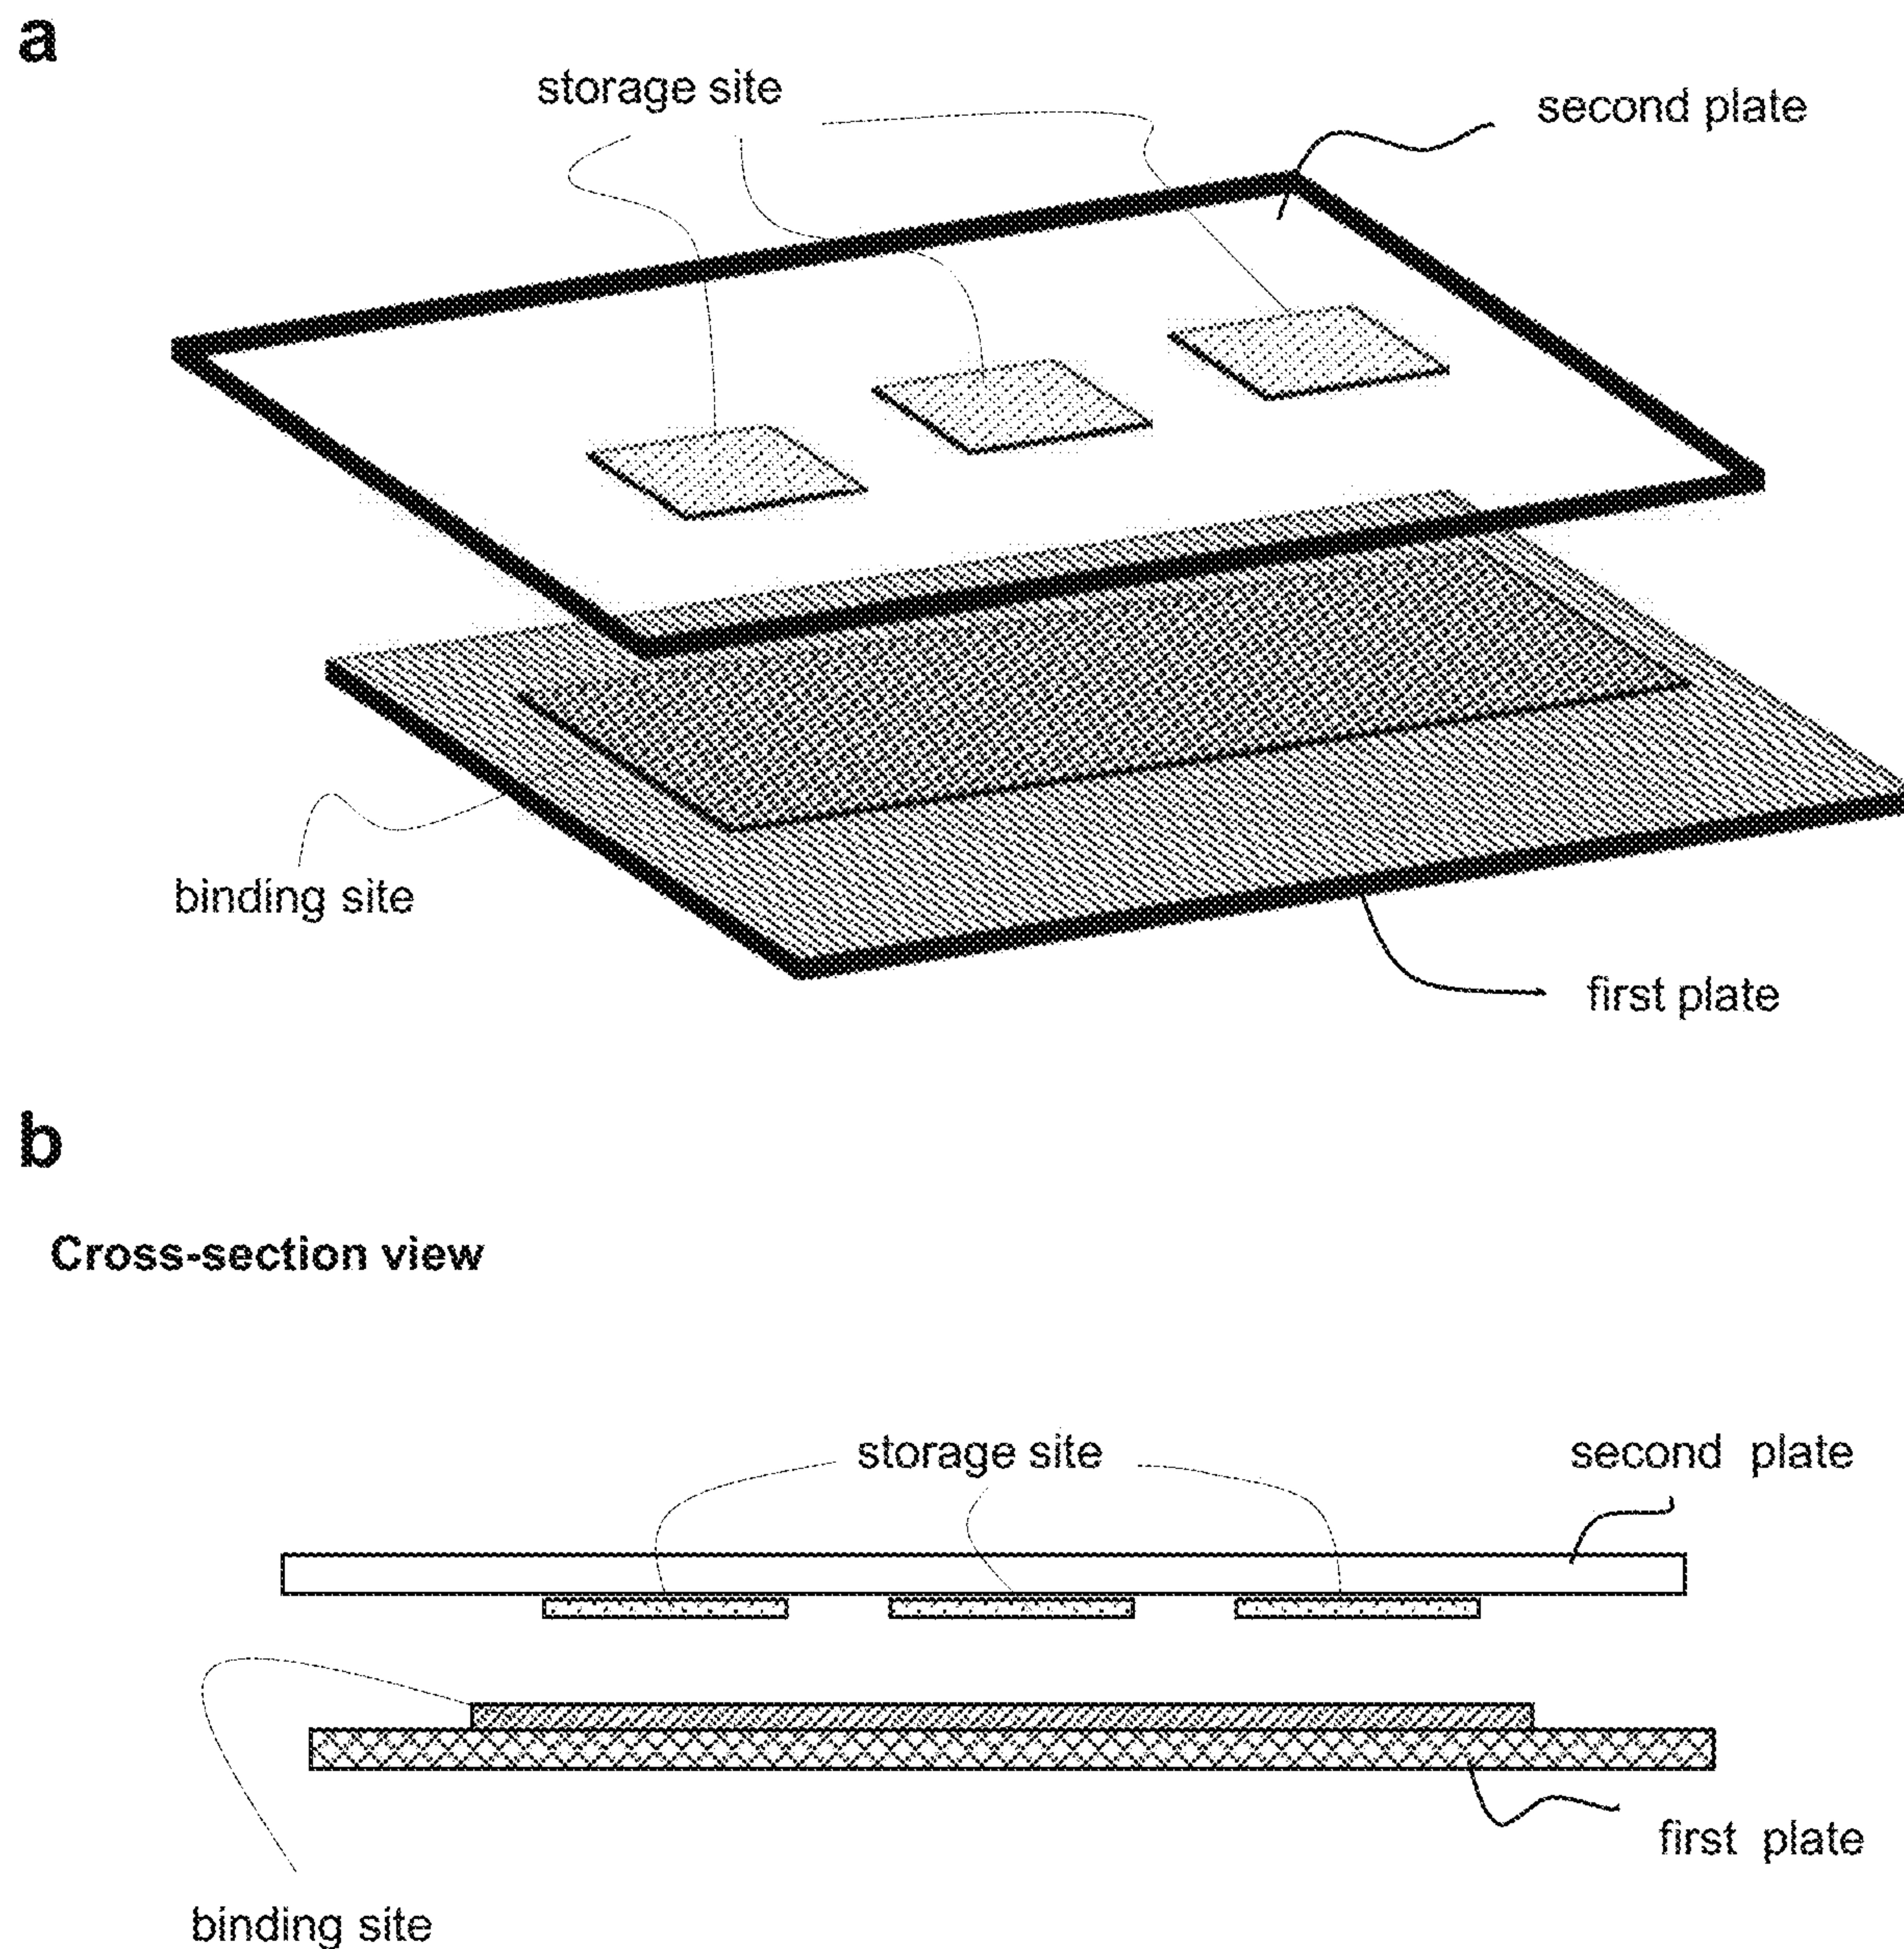 a
storage site
second plate
binding site
first plate
b
Cross-section view
storage site
second plate
first plate
binding site